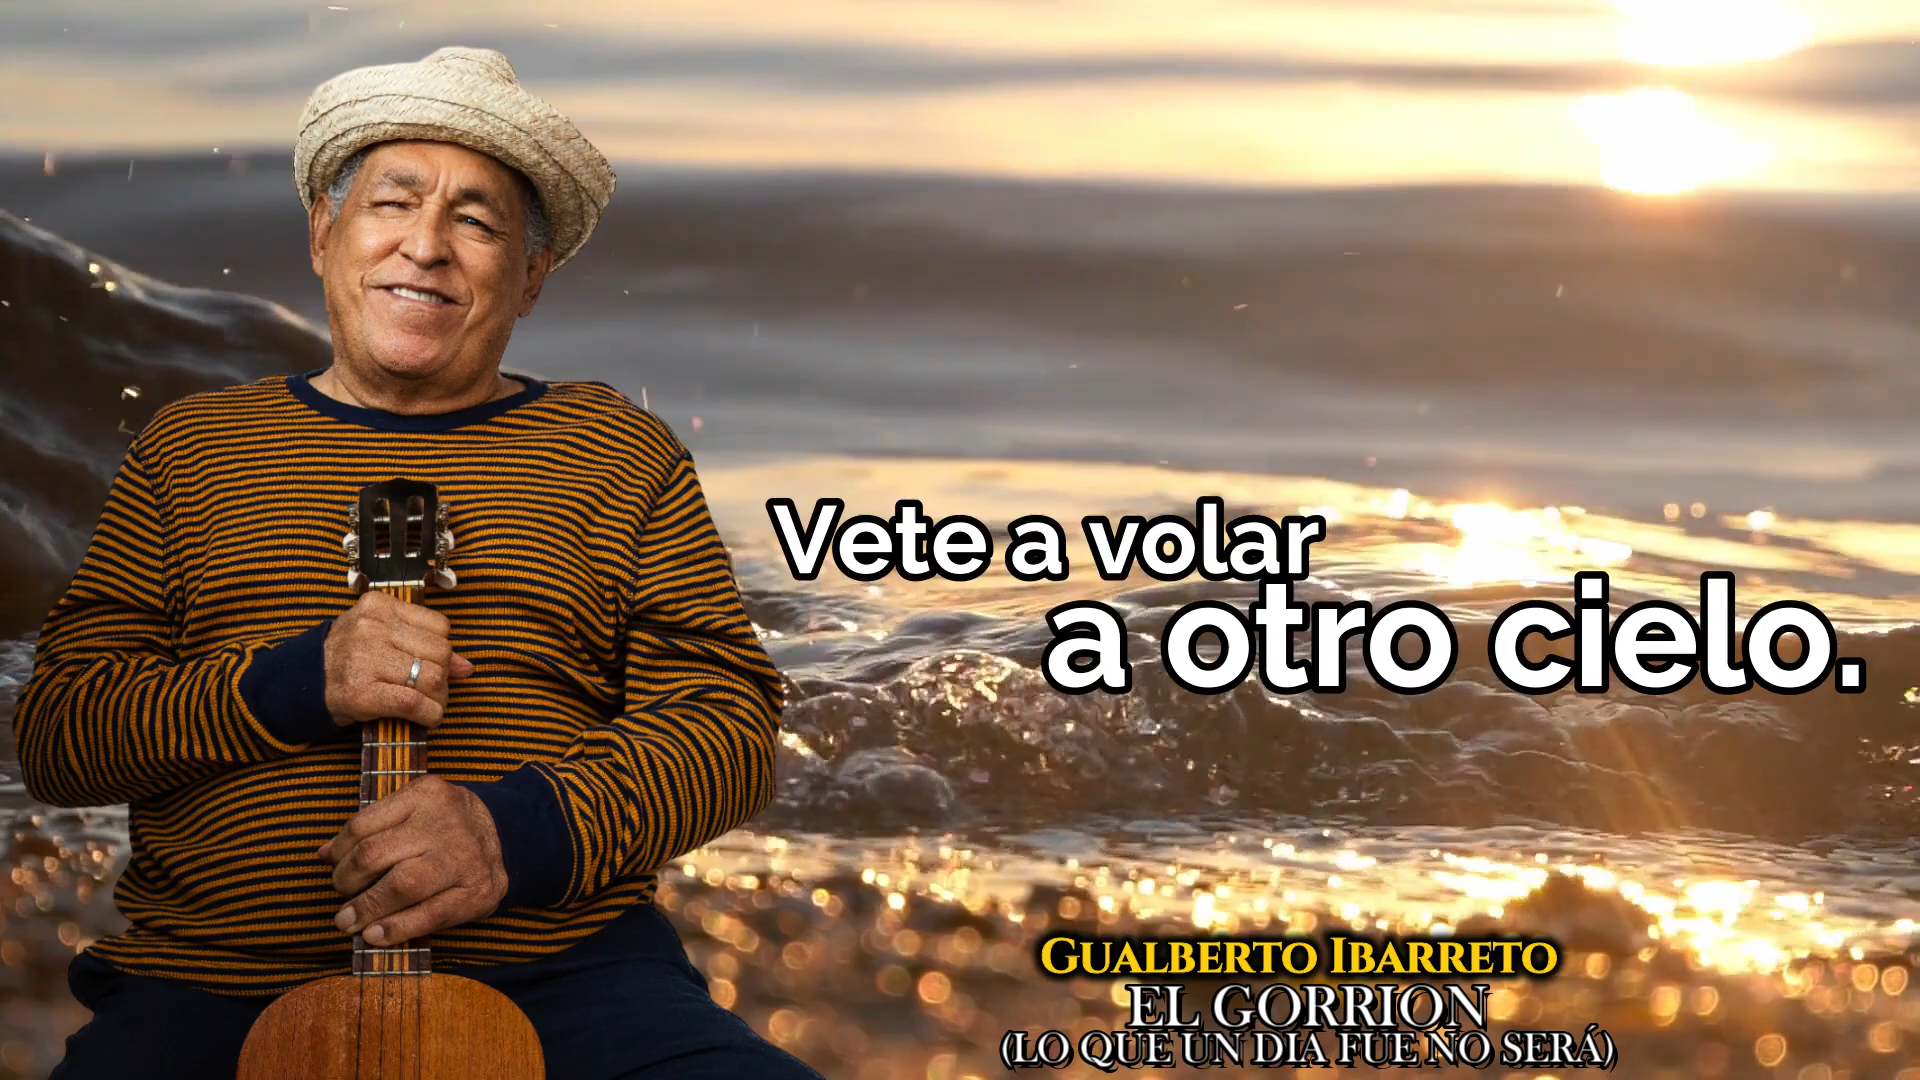 Vete a volar
a otro cielo.
GUALBERTO IBARRETO
EL GORRION
(LO QUE UN DIA FUE NO SERÁ)